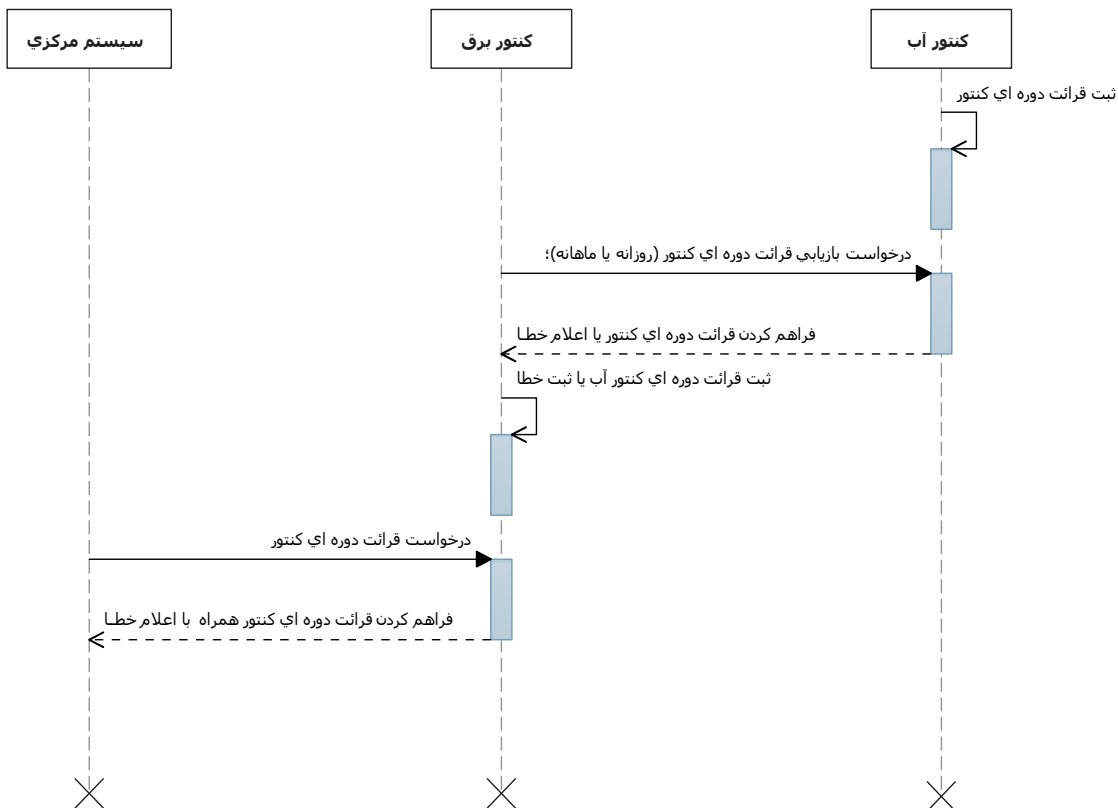 کنتور آب
کنتور برق
سيستم مرکزي
ثبت قرائت دوره اي کنتور
درخواست بازيابي قرائت دوره اي کنتور (روزانه يا ماهانه)؛
فراهم کردن قرائت دوره اي کنتور يا اعلام خطا
ثبت قرائت دوره اي کنتور آب يا ثبت خطا
درخواست قرائت دوره اي کنتور
فراهم کردن قرائت دوره اي کنتور همراه با اعلام خطا